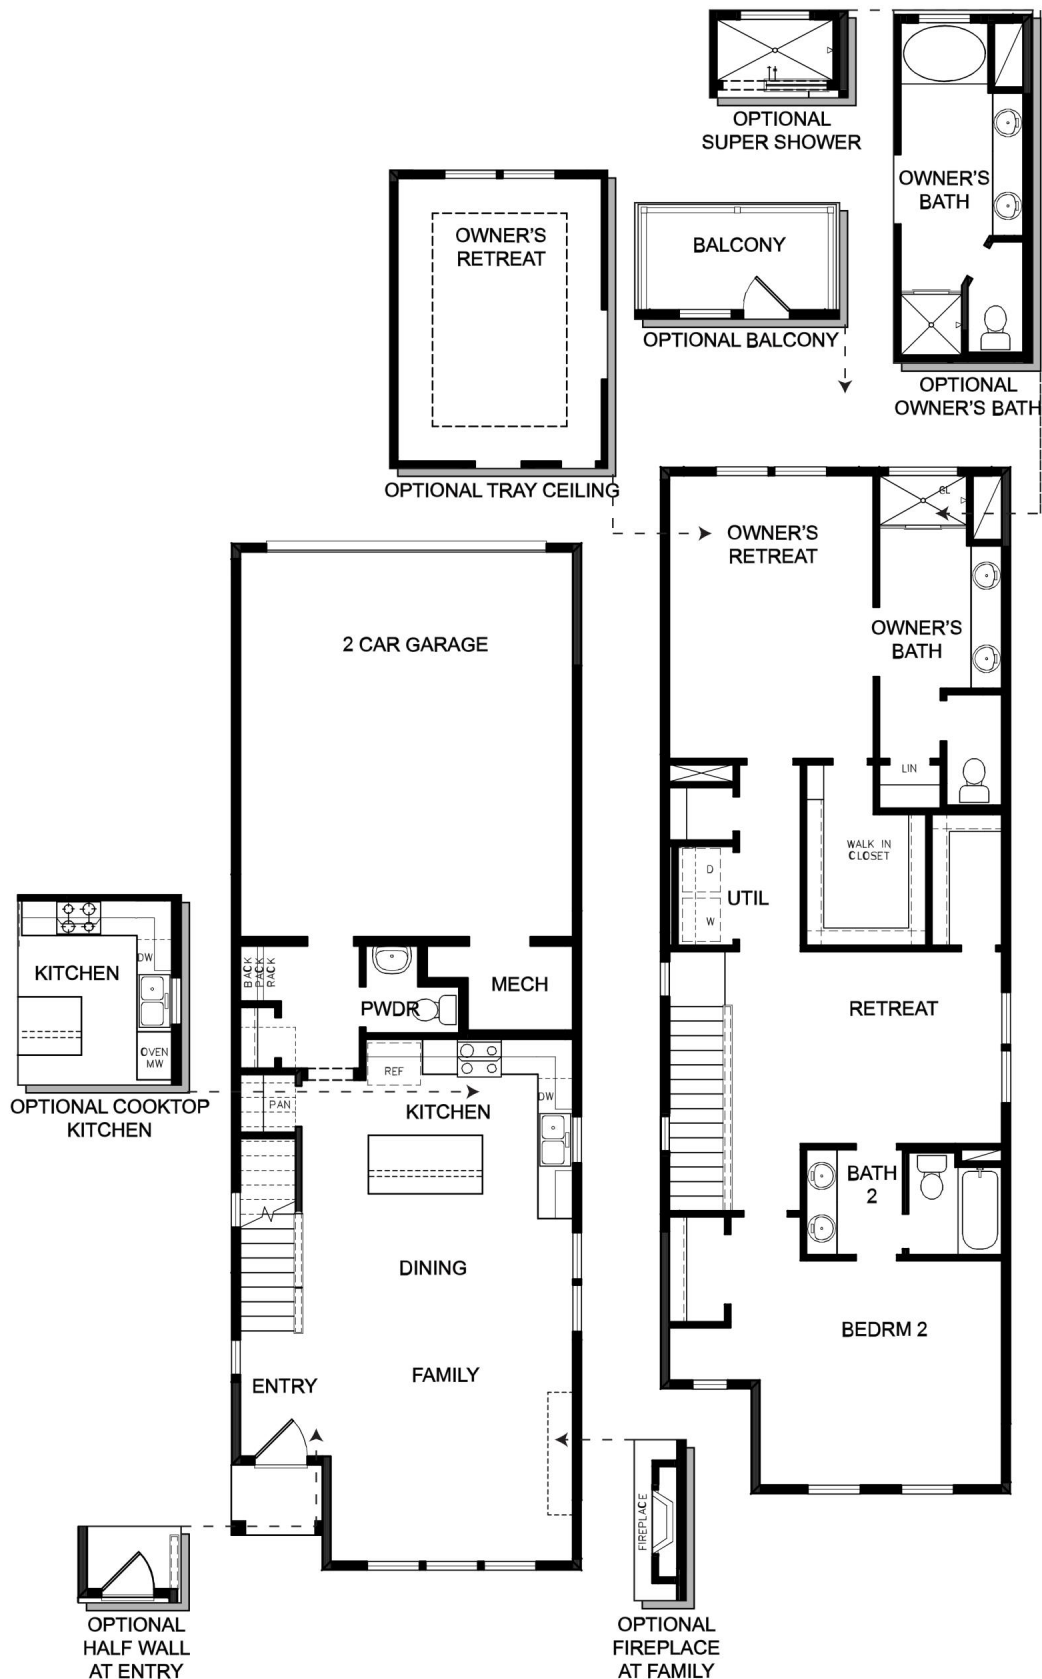 OPTIONAL
SUPER SHOWER
OWNER'S
BATH
OPTIONAL
OWNER'S BATH
OWNER'S
RETREAT
OPTIONAL TRAY CEILING
BALCONY
OPTIONAL BALCONY
2 CAR GARAGE
BACK
PACK
RACK
PWDR
MECH
REF
PAN
KITCHEN
DW
DINING
FAMILY
ENTRY
KITCHEN
DW
OVEN
MW
OPTIONAL COOKTOP
KITCHEN
OPTIONAL
HALF WALL
AT ENTRY
FIREPLACE
OPTIONAL
FIREPLACE
AT FAMILY
OWNER'S
RETREAT
GL
OWNER'S
BATH
LIN
WALK IN
CLOSET
D
W
UTIL
RETREAT
BATH
2
BEDRM 2